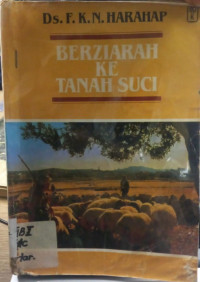 Ds. F. K. N. HARAHAP
BERZIARAH
KE
TANAH SUCI